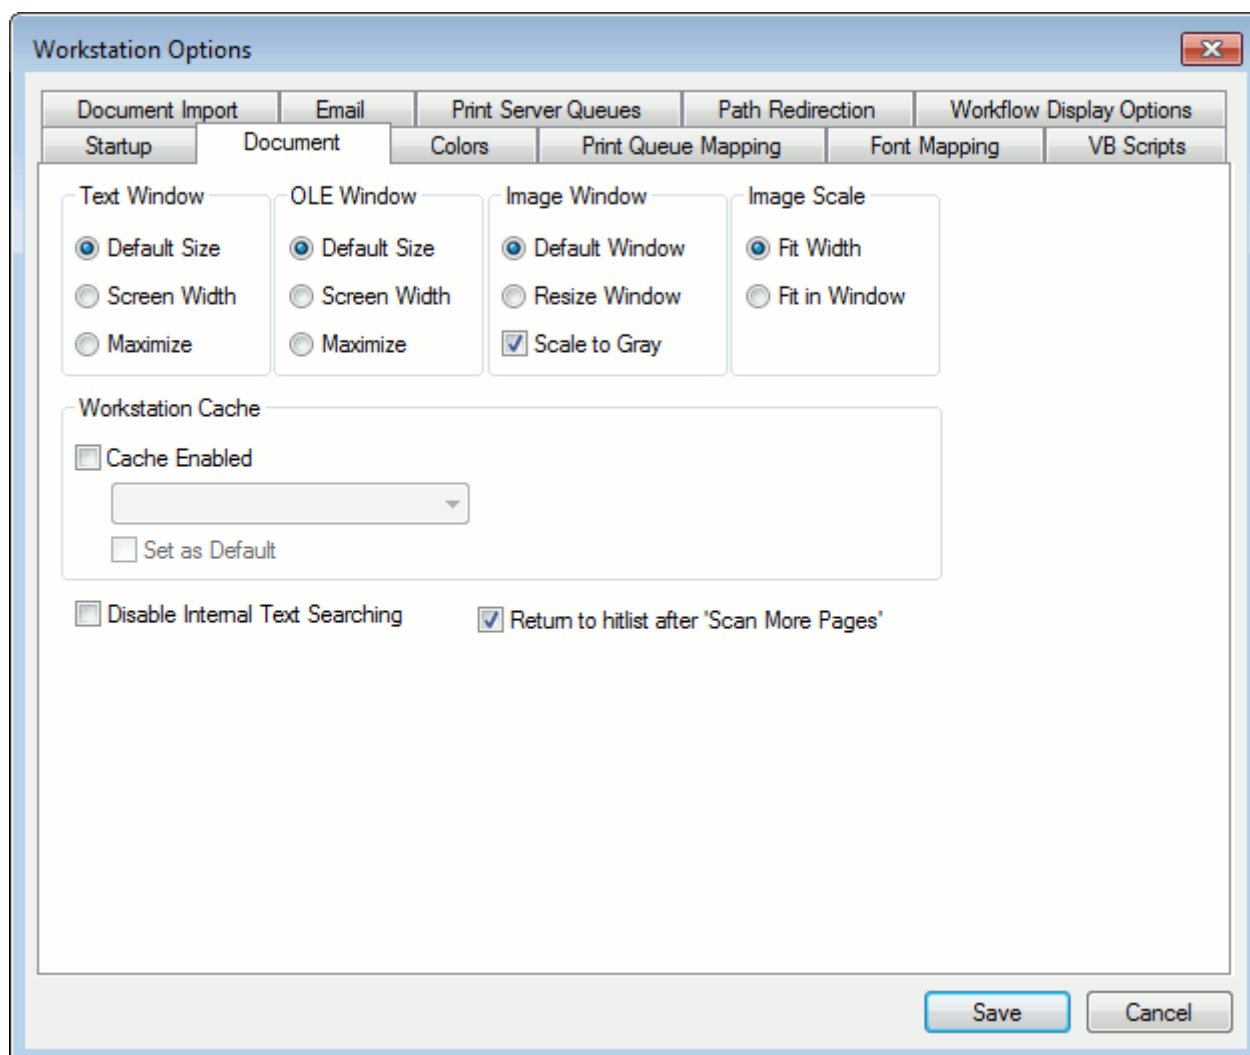 Workstation Options
Document Import Email Print Server Queues Path Redirection Workflow Display Options
Startup Document Colors Print Queue Mapping Font Mapping VB Scripts
Text Window OLE Window Image Window Image Scale
Default Size Default Size Default Window Fit Width
Screen Width Screen Width Resize Window Fit in Window
Maximize Maximize Scale to Gray
Workstation Cache
Cache Enabled
Set as Default
Disable Internal Text Searching Return to hitlist after 'Scan More Pages'
Save Cancel